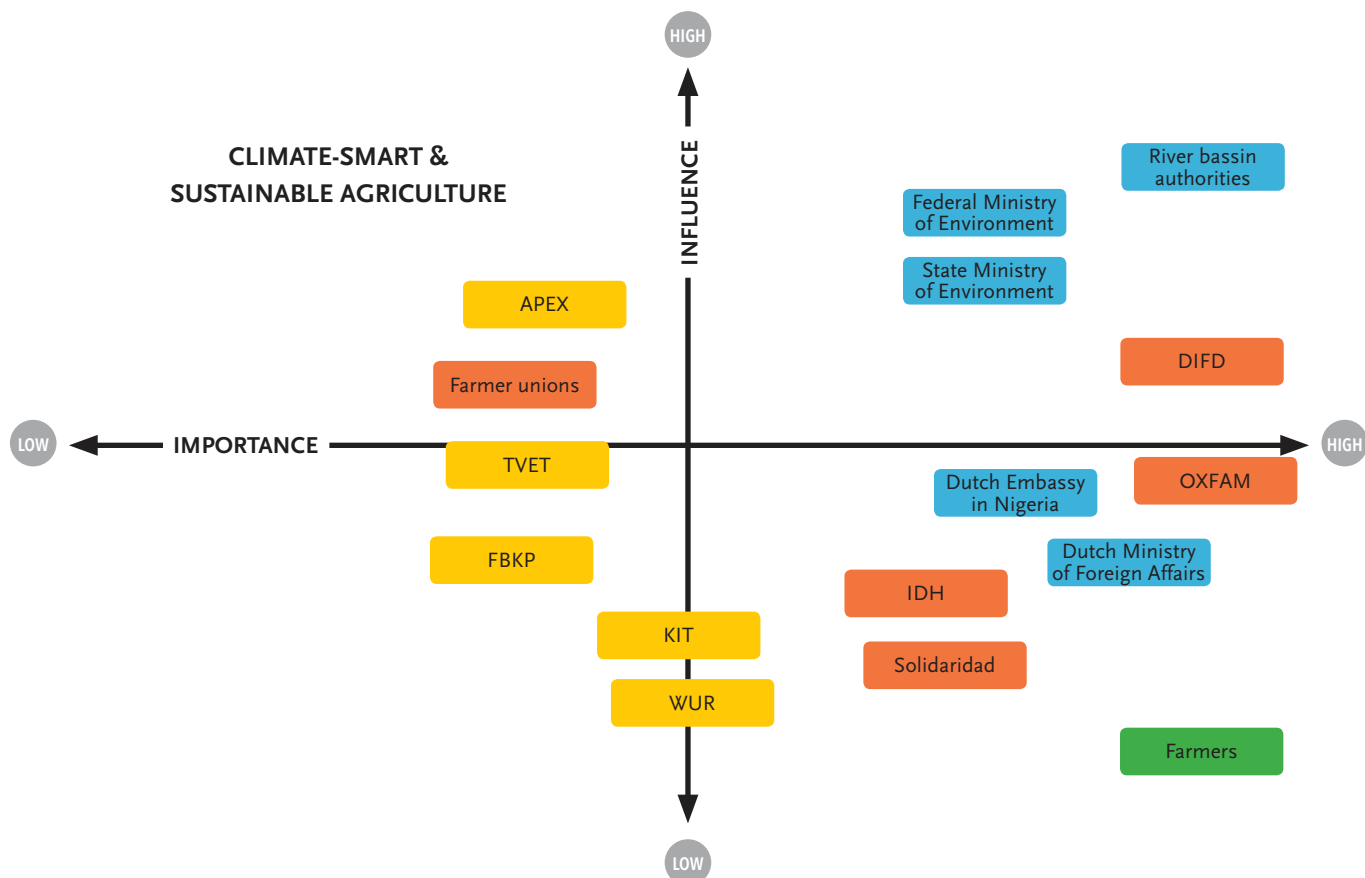 HIGH
CLIMATE-SMART &
SUSTAINABLE AGRICULTURE
INFLUENCE
River bassin
authorities
Federal Ministry
of Environment
State Ministry
of Environment
APEX
DIFD
Farmer unions
LOW
IMPORTANCE
HIGH
TVET
Dutch Embassy
in Nigeria
OXFAM
FBKP
Dutch Ministry
of Foreign Affairs
IDH
KIT
Solidaridad
WUR
Farmers
LOW